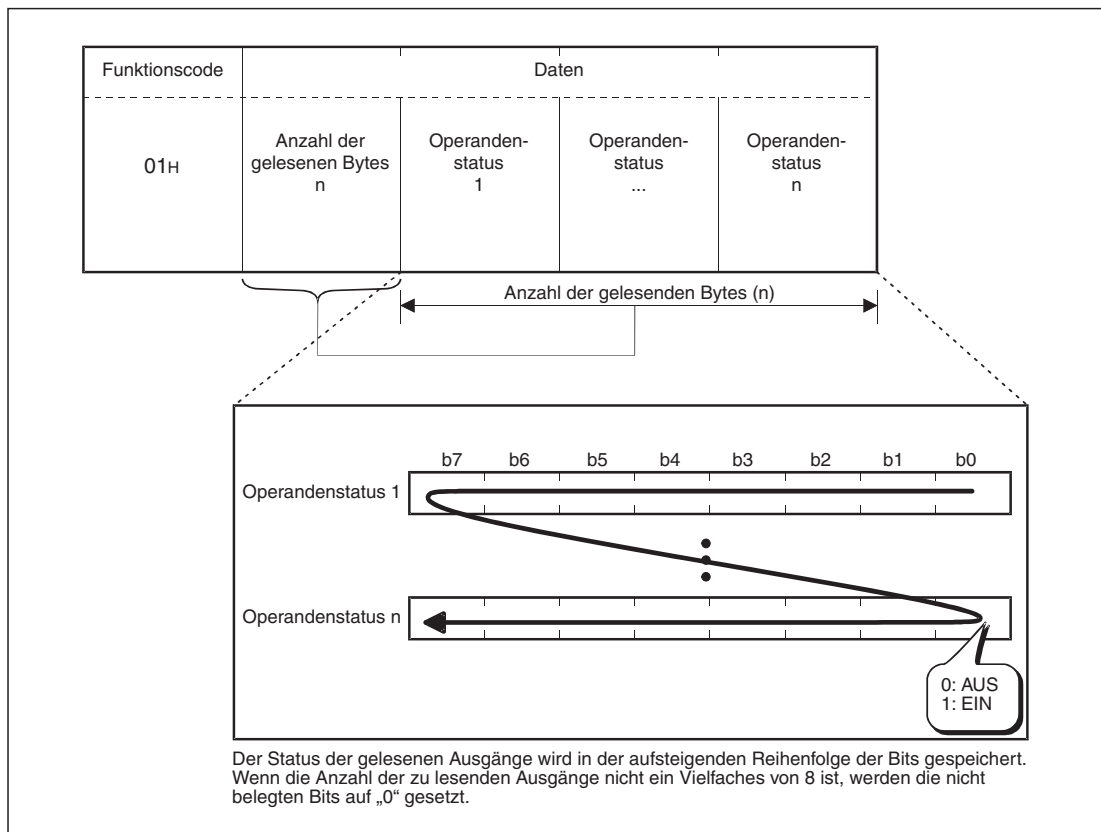 Funktionscode
Daten
01H
Anzahl der
gelesenen Bytes
n
Operanden-
status
1
Operanden-
status
...
Operanden-
status
n
Anzahl der gelesenden Bytes (n)
b7 b6 b5 b4 b3 b2 b1 b0
Operandenstatus 1
Operandenstatus n
0: AUS
1: EIN
Der Status der gelesenen Ausgänge wird in der aufsteigenden Reihenfolge der Bits gespeichert.
Wenn die Anzahl der zu lesenden Ausgänge nicht ein Vielfaches von 8 ist, werden die nicht
belegten Bits auf „0“ gesetzt.